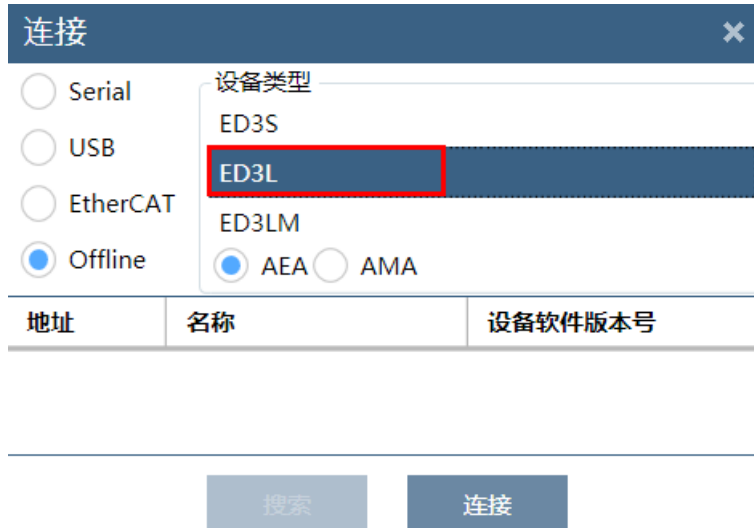 连接
Serial
USB
EtherCAT
Offline
设备类型
ED3S
ED3L
ED3LM
AEA AMA
地址 名称 设备软件版本号
搜索 连接